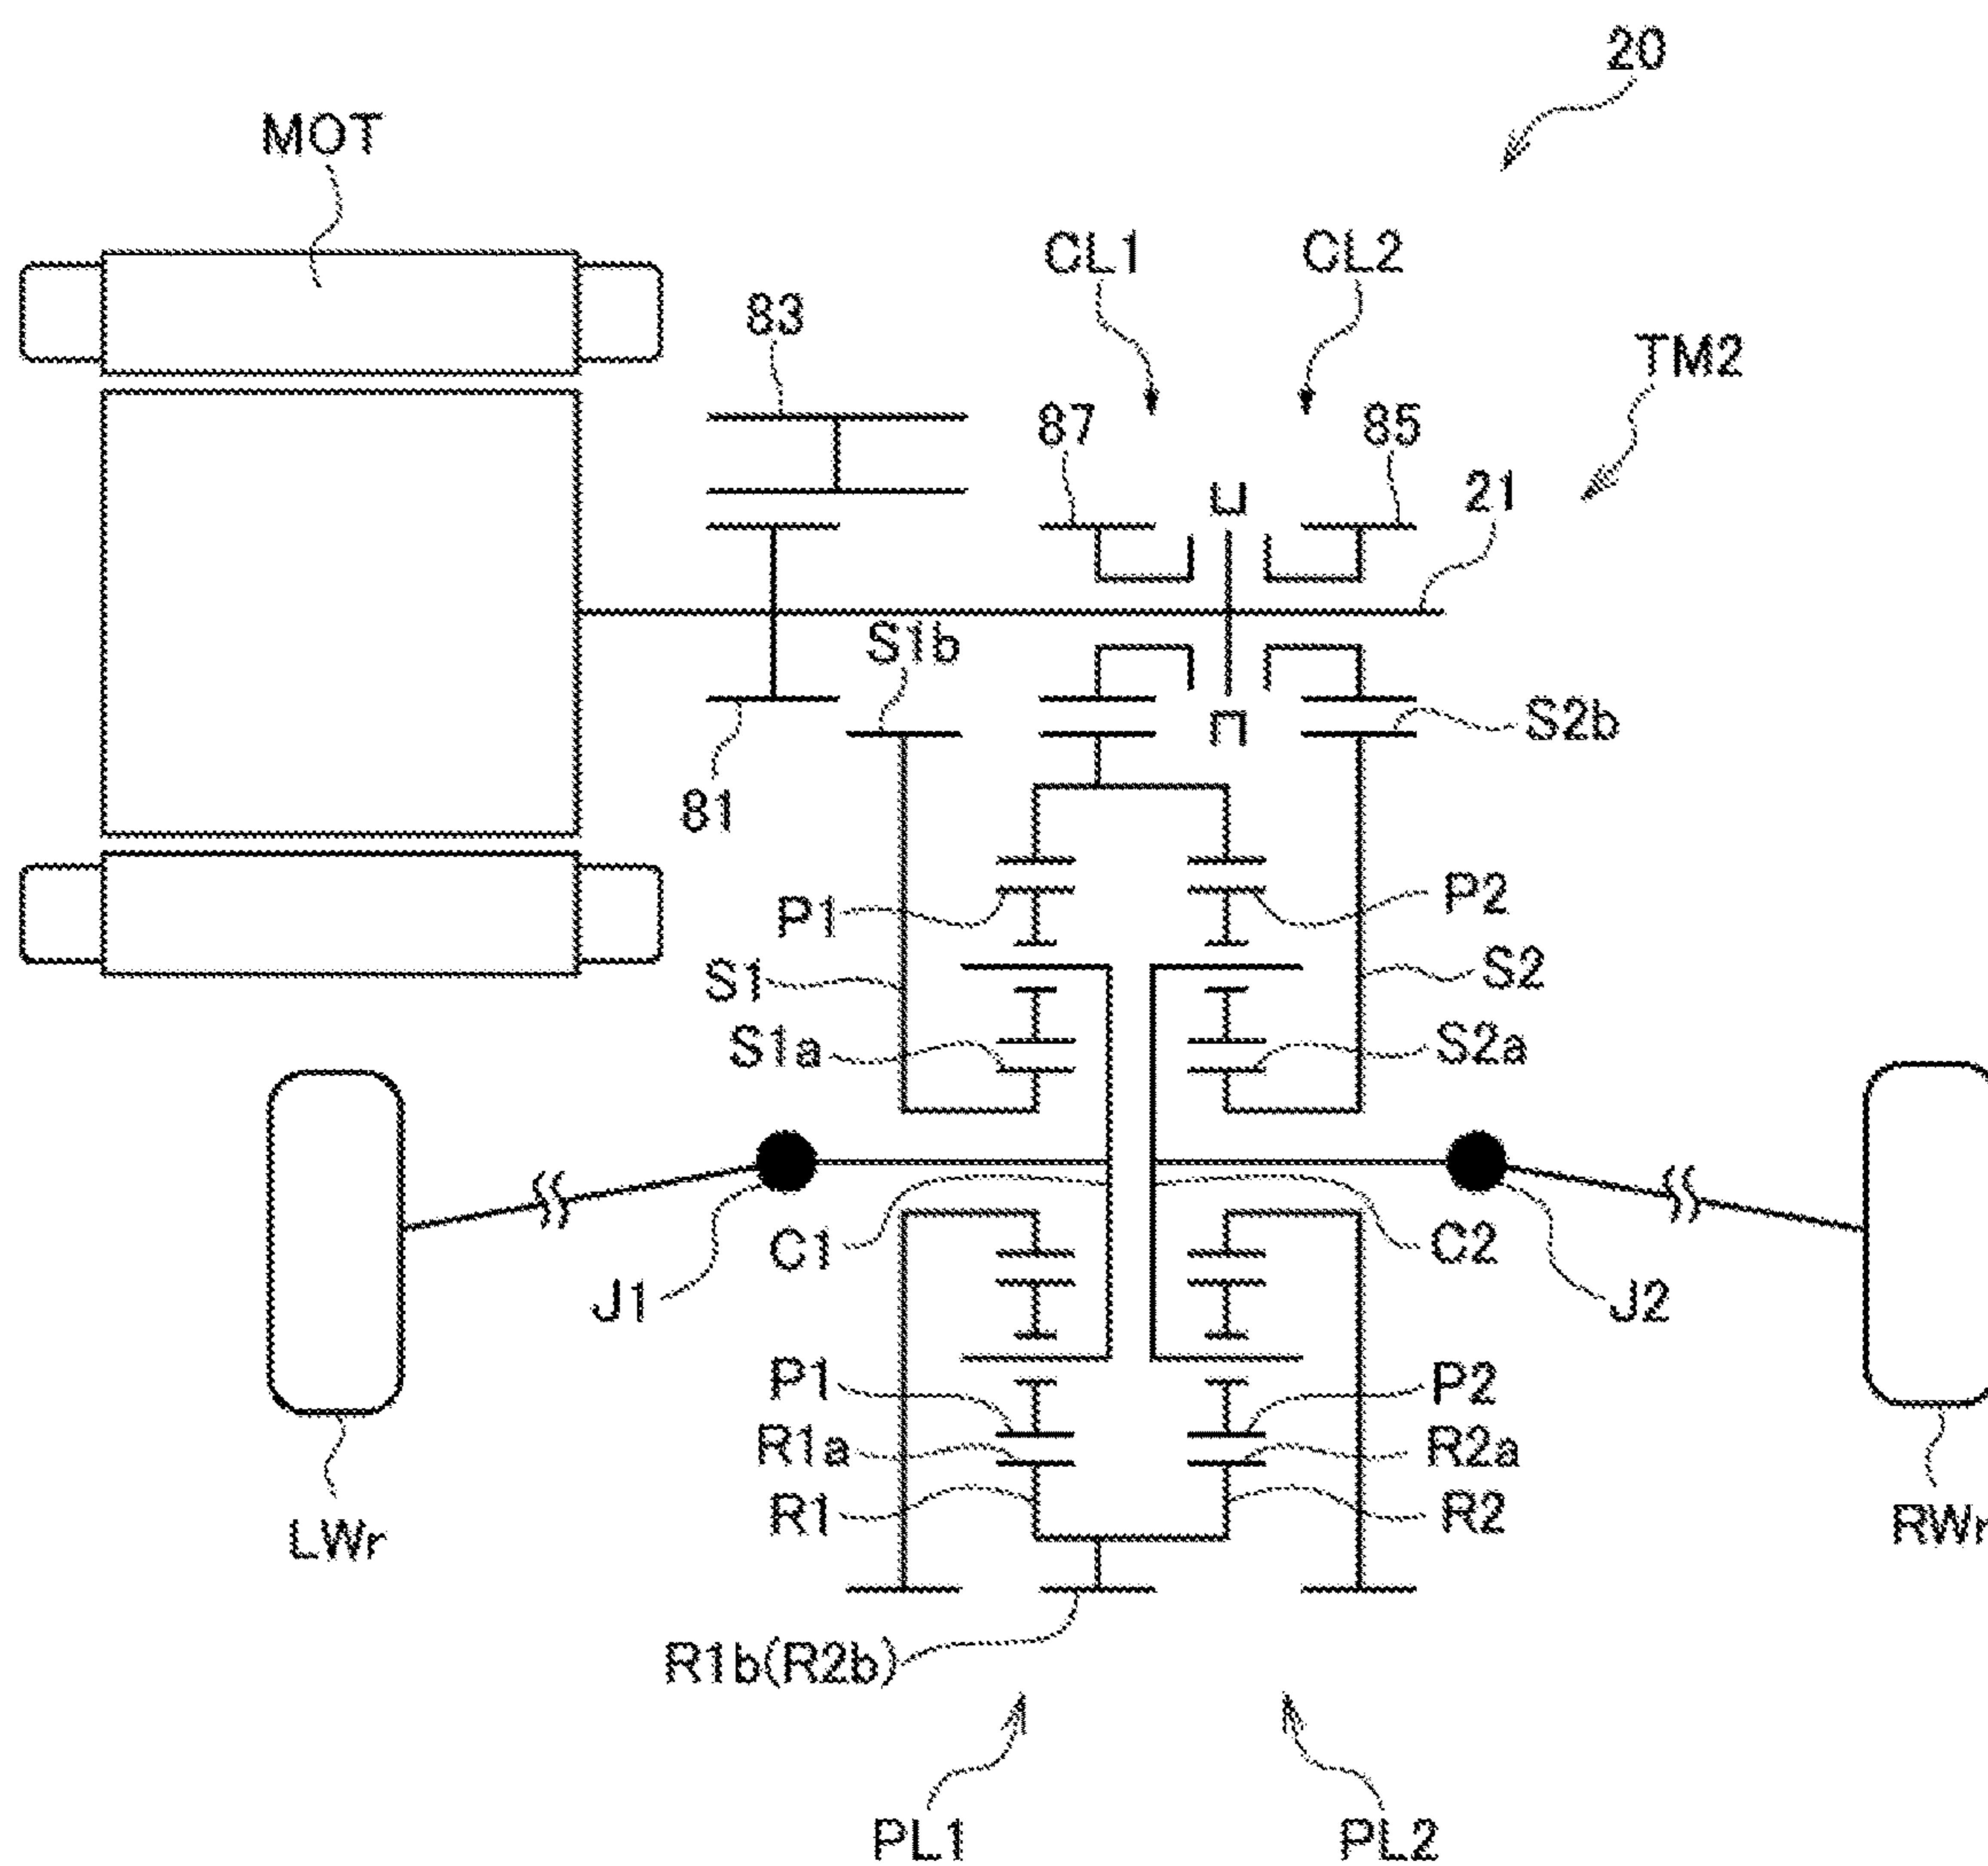 20
MOT
CL1
CL2
83
TM2
87
85
21
S1b
S2b
81
P1
P2
S1
S2
S1a
S2a
C1
C2
J1
J2
P1
P2
R1a
R2a
R1
R2
LWr
RWr
R1b(R2b)
PL1
PL2